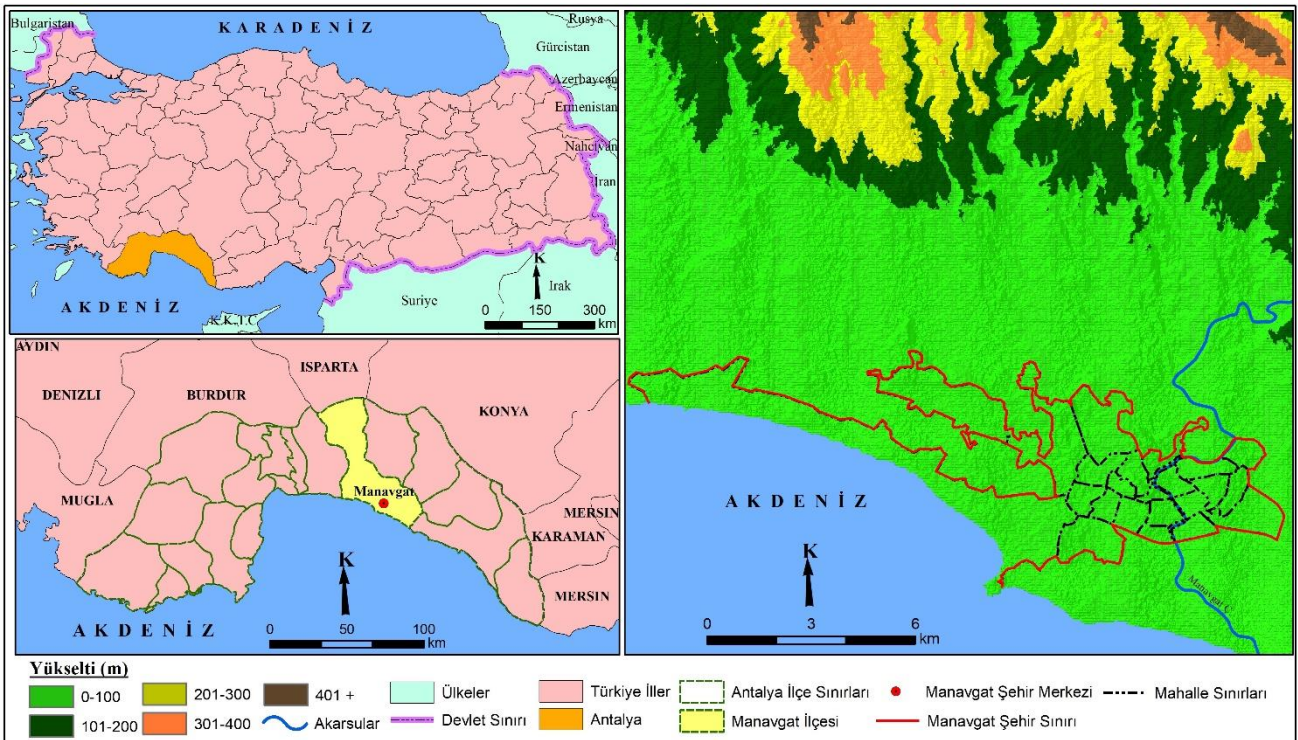 Bulgaristan
KARADENİZ
Rusya
Gürcistan
Azerbaycan
Ermenistan
Nahcivan
Iran
K
Irak
Suriye
AKDENİZ
K.K.T.C
0 150 300
km
AYDIN
ISPARTA
DENIZLI
BURDUR
KONYA
MUGLA
Manavgat
MERSIN
KARAMAN
MERSIN
K
AKDENİZ
0 50 100
km
AKDENİZ
K
Manavgat Ç.
0 3 6
km
Yükselti (m)
0-100
101-200
201-300
301-400
401 +
Akarsular
Ülkeler
Devlet Sınırı
Türkiye İller
Antalya
Antalya İlçe Sınırları
Manavgat İlçesi
Manavgat Şehir Merkezi
Manavgat Şehir Sınırı
Mahalle Sınırları